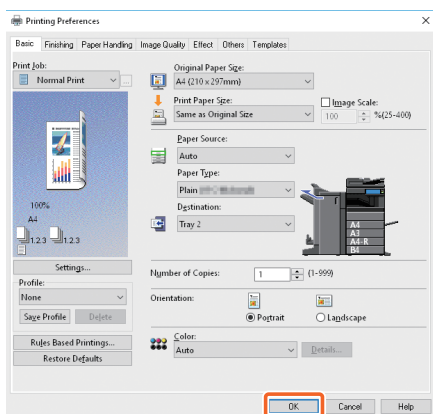 Printing Preferences
Basic Finishing Paper Handling Image Quality Effect Others Templates
Print Job:
Normal Print
...
100%
A4
1.2.3 1.2.3
Settings...
Profile:
None
Save Profile Delete
Rules Based Printings...
Restore Defaults
Original Paper Size:
A4 (210 x 297mm)
Print Paper Size:
Same as Original Size
Image Scale:
100 %(25-400)
Paper Source:
Auto
Paper Type:
Plain
Destination:
Tray 2
A4
A3
A4-R
B4
Number of Copies: 1 (1-999)
Orientation:
Portrait Landscape
Color:
Auto Details...
OK Cancel Help